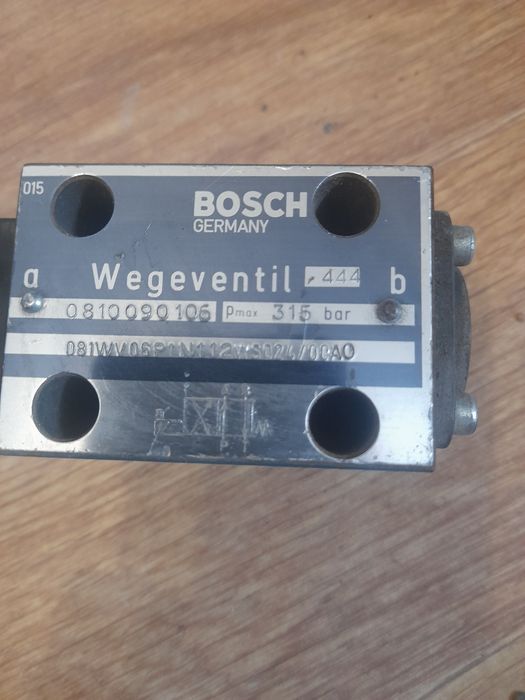 015
BOSCH
GERMANY
a Wegeventil 444 b
0810090106 pmax 315 bar